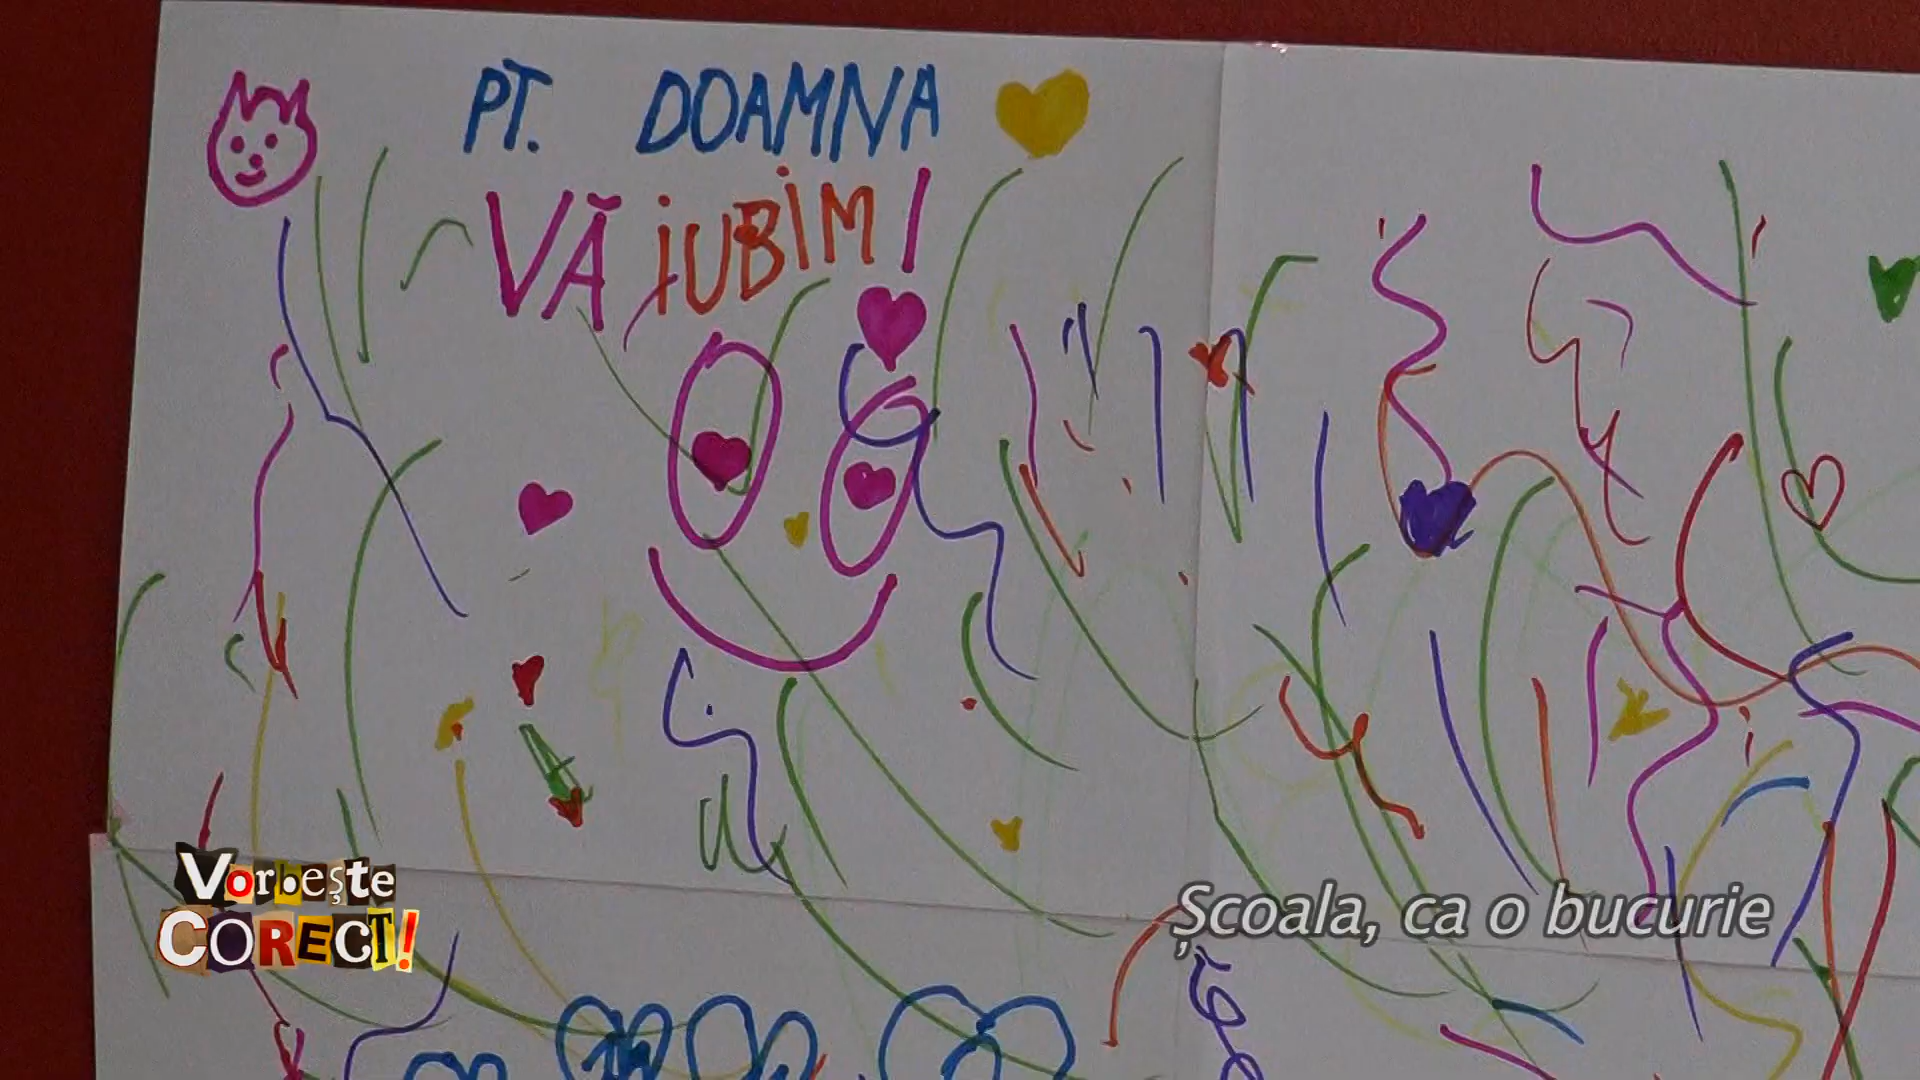 PT. DOAMNA
VĂ IUBIM!
Vorbește
CORECT!
Școala, ca o bucurie